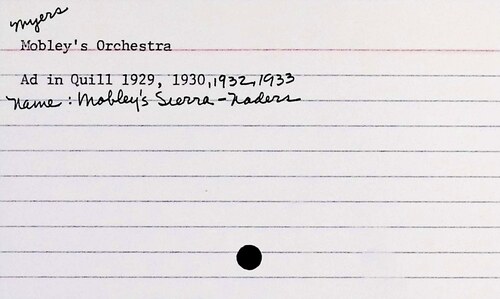 Myers
Mobley's Orchestra
Ad in Quill 1929, 1930, 1932, 1933
Name: Mobley's Sierra-Naders